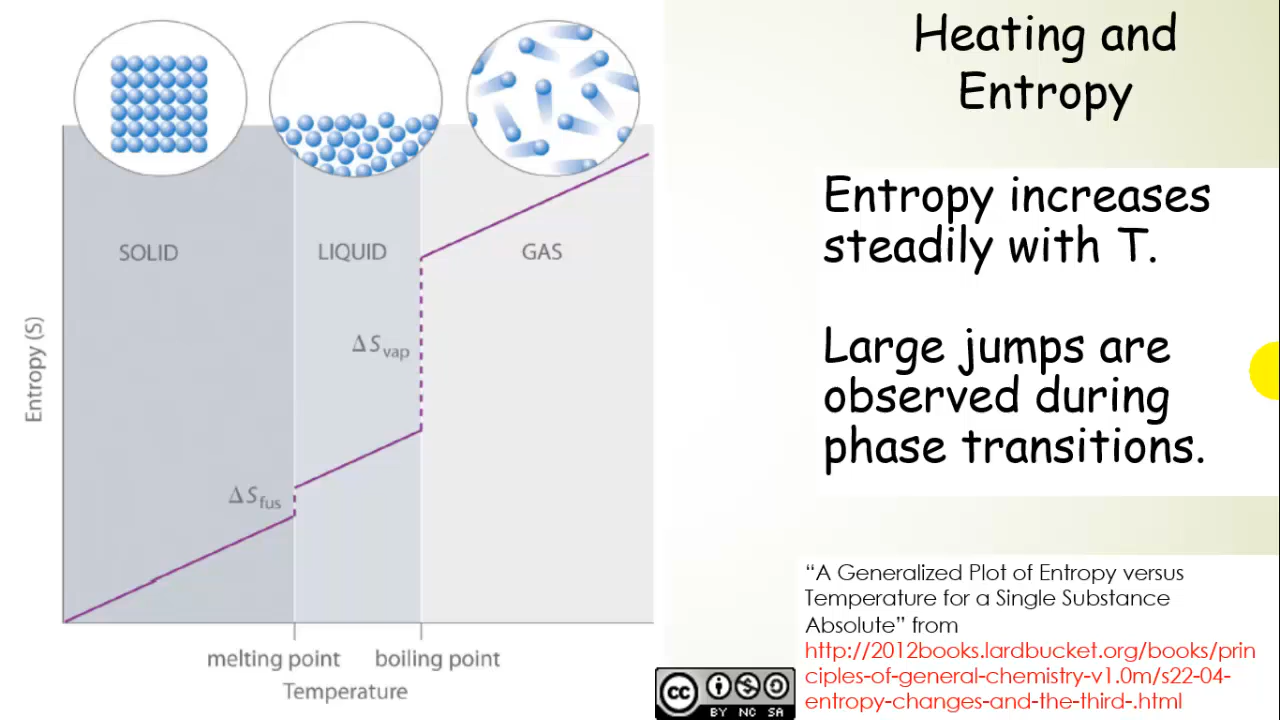 Heating and
Entropy
Entropy increases
steadily with T.
Large jumps are
observed during
phase transitions.
SOLID
LIQUID
GAS
Δ Svap
Δ Sfus
Entropy (S)
melting point
boiling point
Temperature
“A Generalized Plot of Entropy versus
Temperature for a Single Substance
Absolute” from
http://2012books.lardbucket.org/books/prin
ciples-of-general-chemistry-v1.0m/s22-04-
entropy-changes-and-the-third-.html
cc
BY NC SA